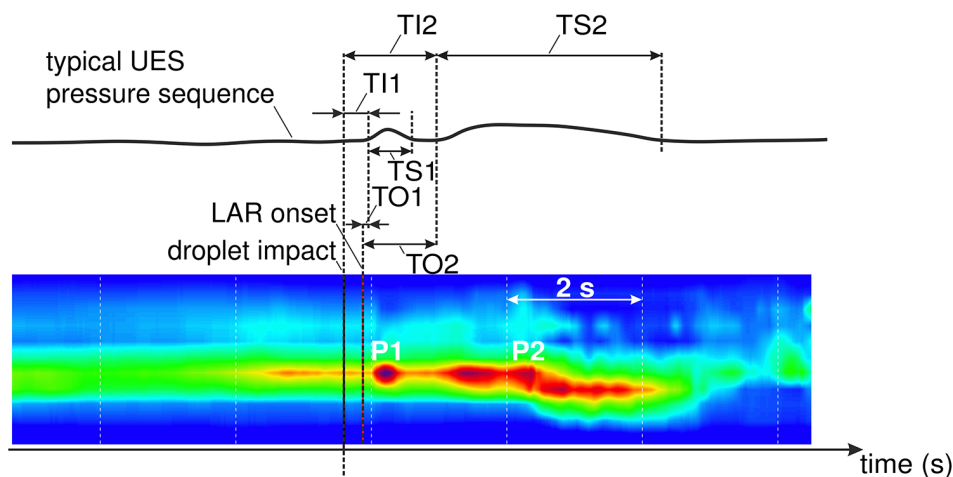 TI2
TS2
typical UES
pressure sequence
TI1
TS1
TO1
LAR onset
droplet impact
TO2
2 s
P1
P2
time (s)